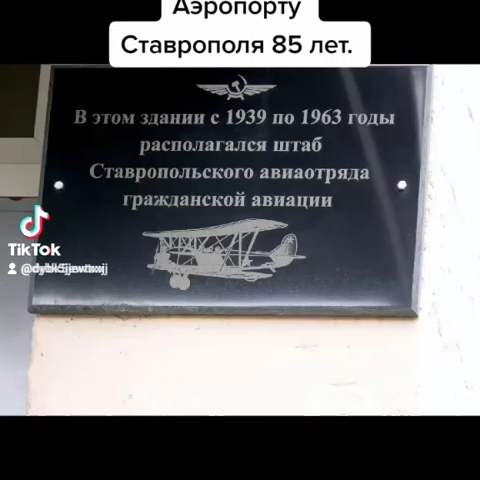 Аэропорту
Ставрополя 85 лет.
В этом здании с 1939 по 1963 годы
располагался штаб
Ставропольского авиаотряда
гражданской авиации
TikTok